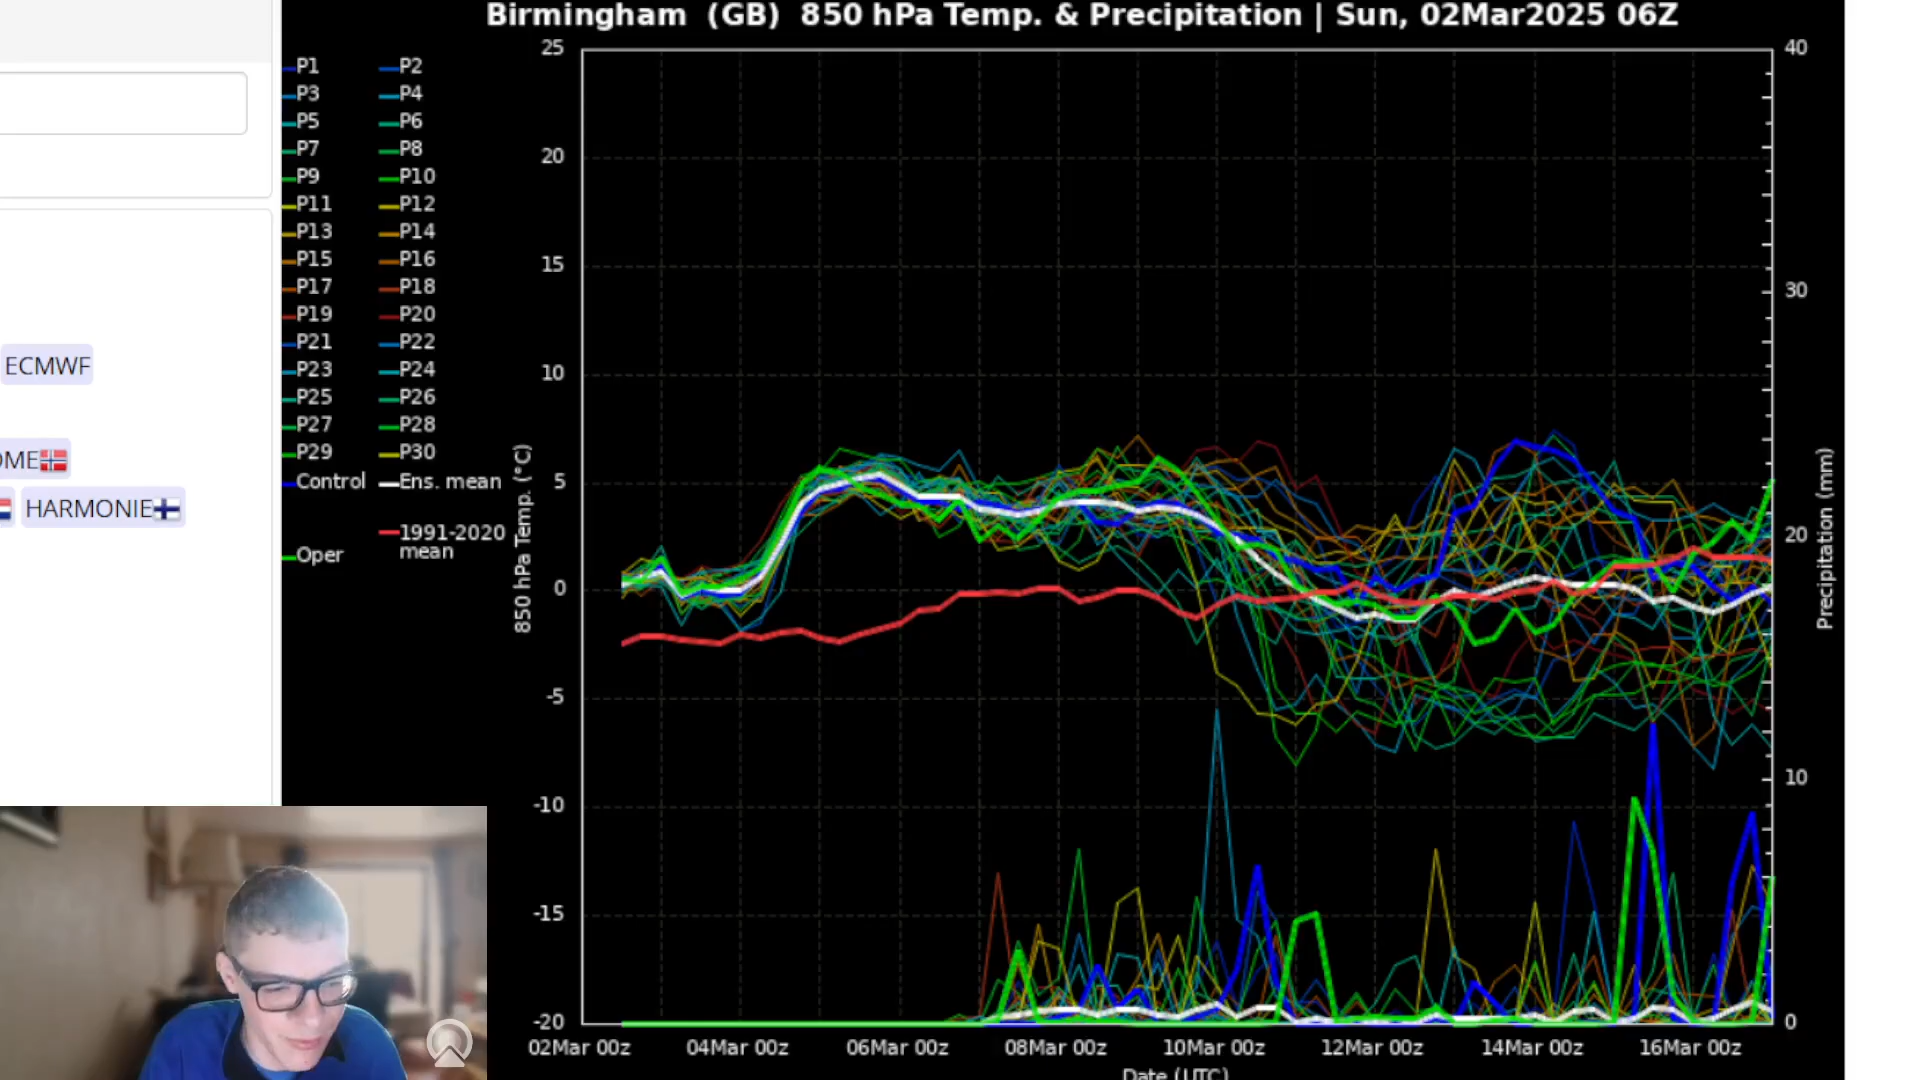 Birmingham (GB) 850 hPa Temp. & Precipitation | Sun, 02Mar2025 06Z
P1 P2
P3 P4
P5 P6
P7 P8
P9 P10
P11 P12
P13 P14
P15 P16
P17 P18
P19 P20
P21 P22
P23 P24
P25 P26
P27 P28
P29 P30
Control Ens. mean
Oper 1991-2020
mean
850 hPa Temp. (°C)
25
20
15
10
5
0
-5
-10
-15
-20
40
30
20
10
0
Precipitation (mm)
02Mar 00z 04Mar 00z 06Mar 00z 08Mar 00z 10Mar 00z 12Mar 00z 14Mar 00z 16Mar 00z
Date (UTC)
ECMWF
OME
HARMONIE